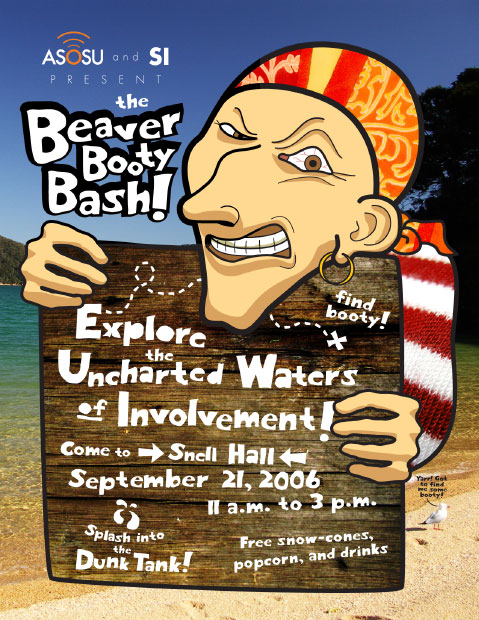 ASOSU and SI
PRESENT
the
Beaver
Booty
Bash!
find
booty!
Explore
the
Uncharted Waters
of Involvement!
Come to Snell Hall
September 21, 2006
11 a.m. to 3 p.m.
Splash into
the
Dunk Tank!
Free snow-cones,
popcorn, and drinks
Yarr! Got
to find
me some
booty!